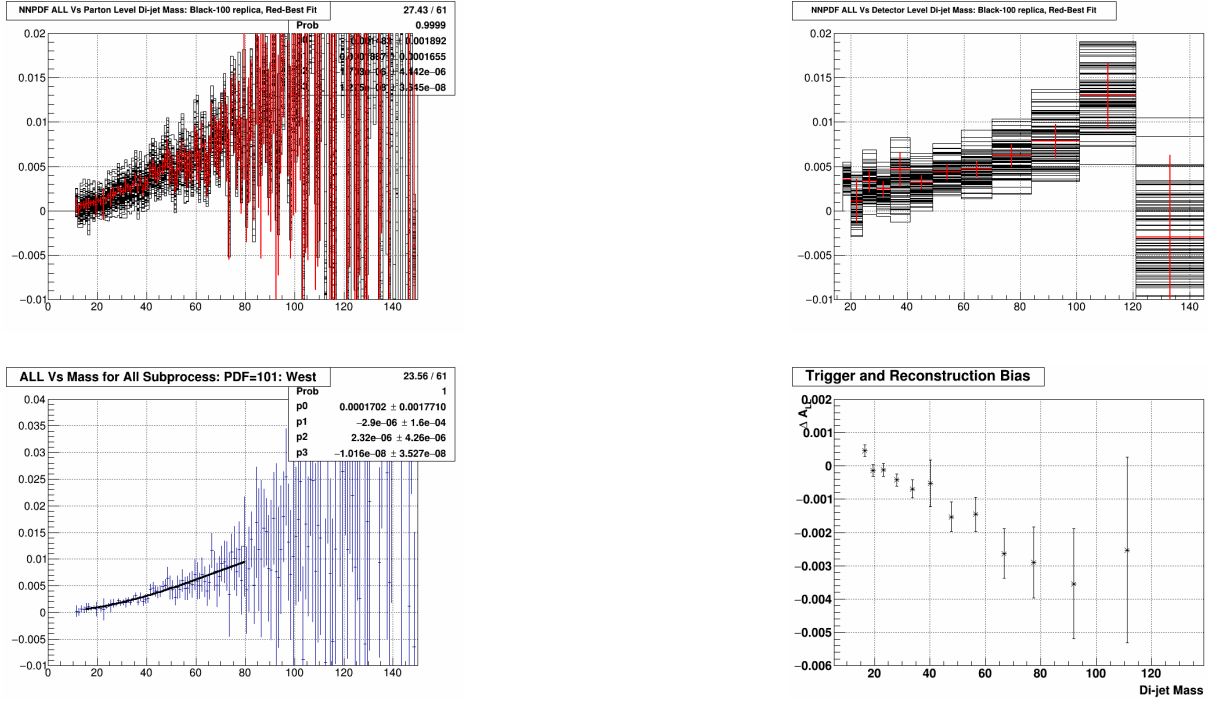 NNPDF ALL Vs Parton Level Di-jet Mass: Black-100 replica, Red-Best Fit
27.43 / 61
Prob 0.9999
± 0.001892
± 0.0001655
0.02
0.015
0.01
0.005
0
−0.005
−0.01
20 40 60 80 100 120 140
NNPDF ALL Vs Detector Level Di-jet Mass: Black-100 replica, Red-Best Fit
0.02
0.015
0.01
0.005
0
−0.005
−0.01
20 40 60 80 100 120 140
ALL Vs Mass for All Subprocess: PDF=101: West
23.56 / 61
Prob 1
p0 0.0001702 ± 0.0017710
p1 −2.9e−06 ± 1.6e−04
p2 2.32e−06 ± 4.26e−06
p3 −1.016e−08 ± 3.527e−08
0.04
0.035
0.03
0.025
0.02
0.015
0.01
0.005
0
−0.005
−0.01
20 40 60 80 100 120 140
Trigger and Reconstruction Bias
Δ A
0.002
0.001
0
−0.001
−0.002
−0.003
−0.004
−0.005
−0.006
20 40 60 80 100 120
Di-jet Mass